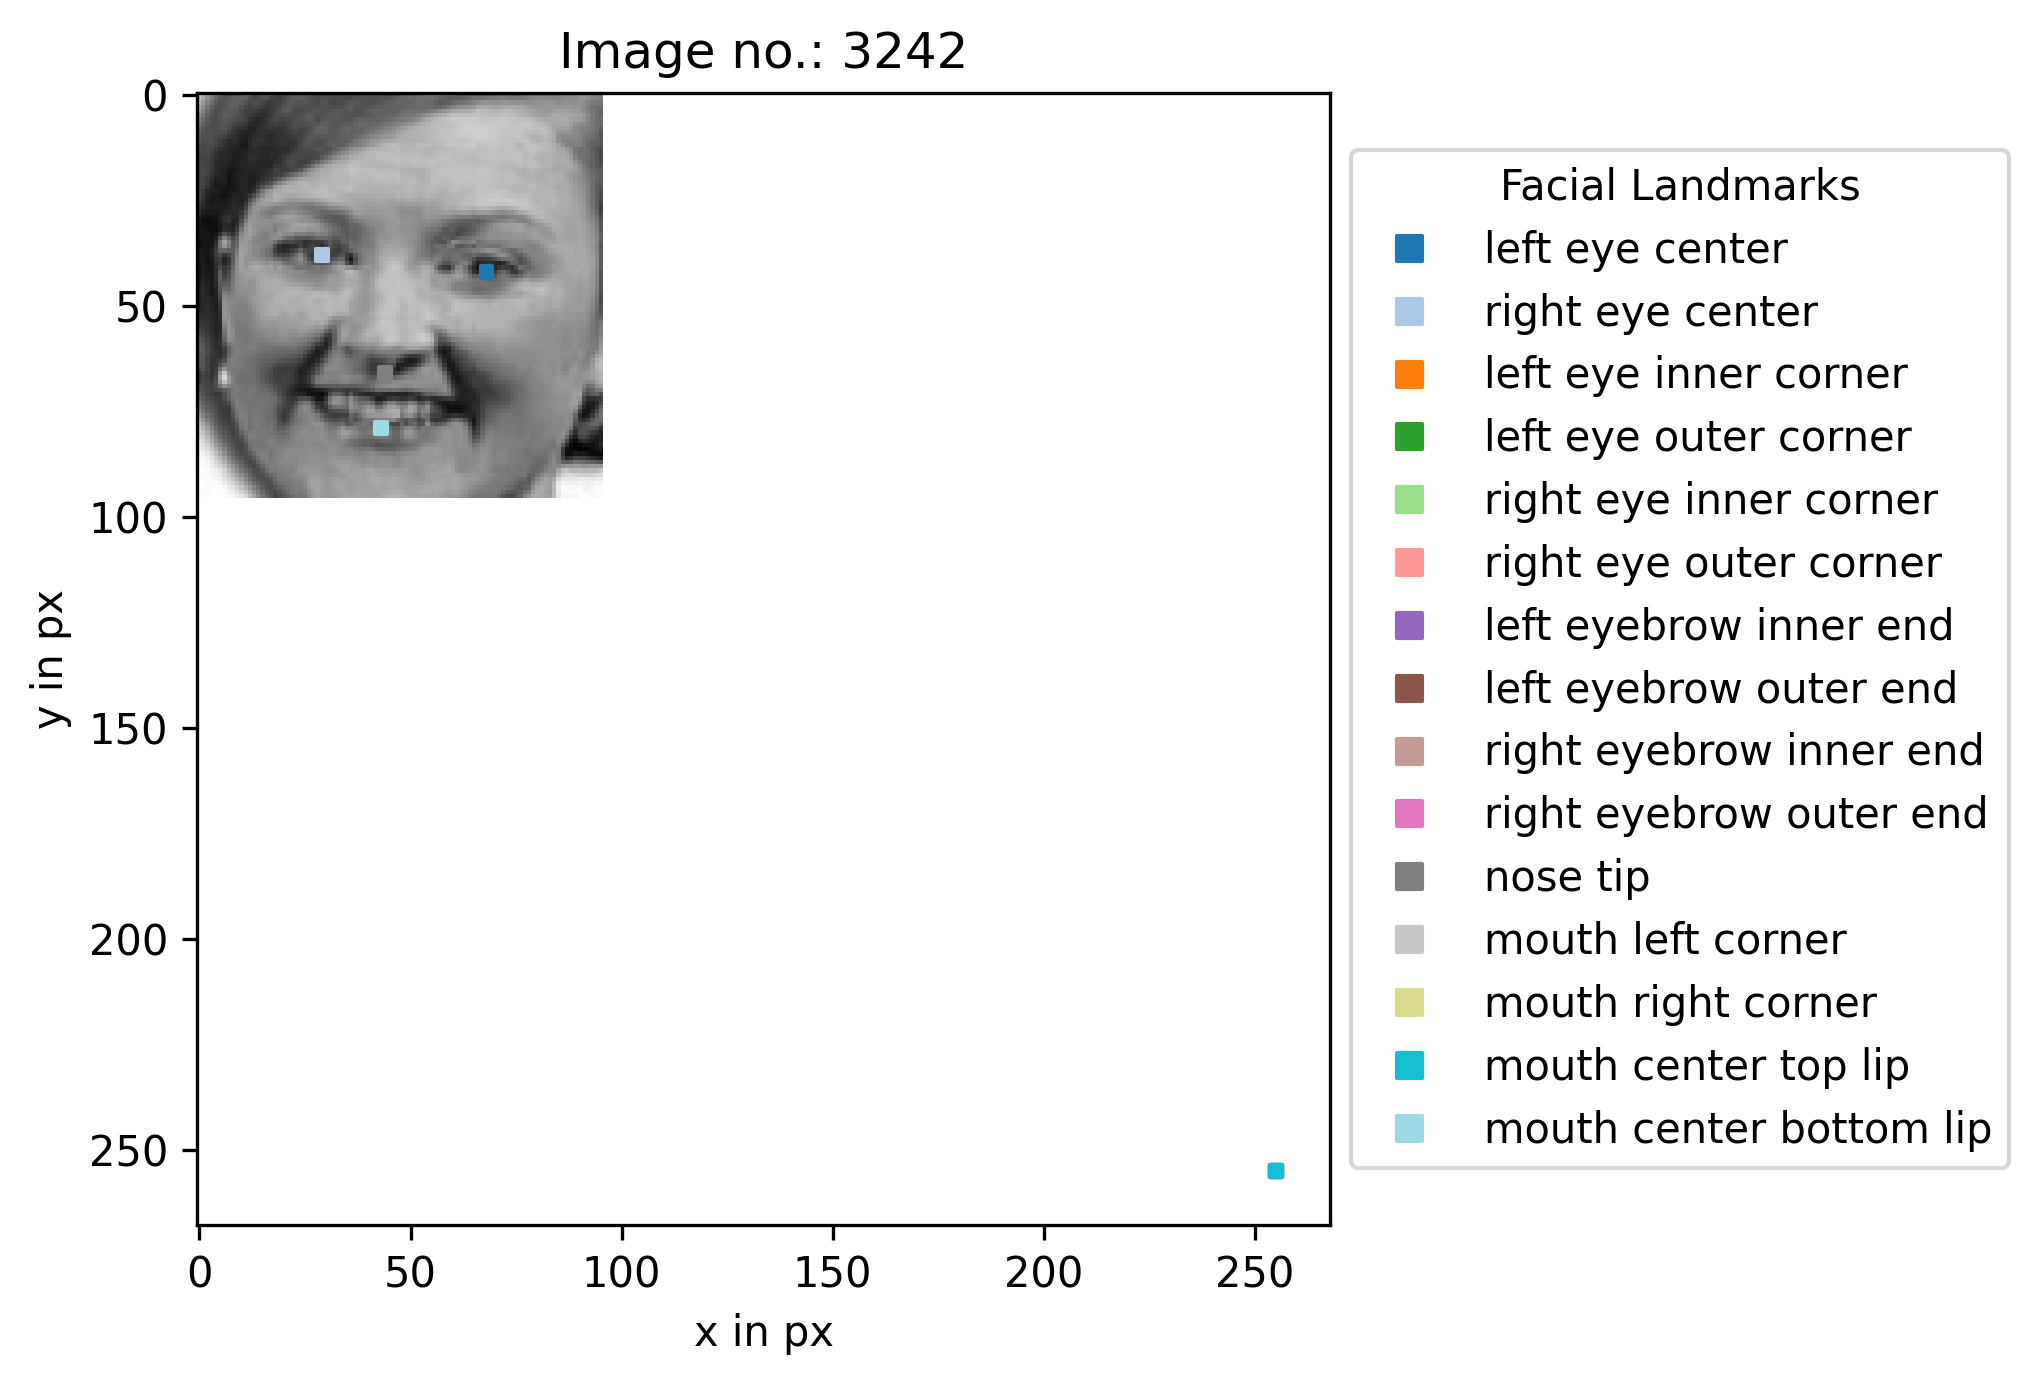 Image no.: 3242
0
50
100
150
200
250
y in px
0
50
100
150
200
250
x in px
Facial Landmarks
left eye center
right eye center
left eye inner corner
left eye outer corner
right eye inner corner
right eye outer corner
left eyebrow inner end
left eyebrow outer end
right eyebrow inner end
right eyebrow outer end
nose tip
mouth left corner
mouth right corner
mouth center top lip
mouth center bottom lip